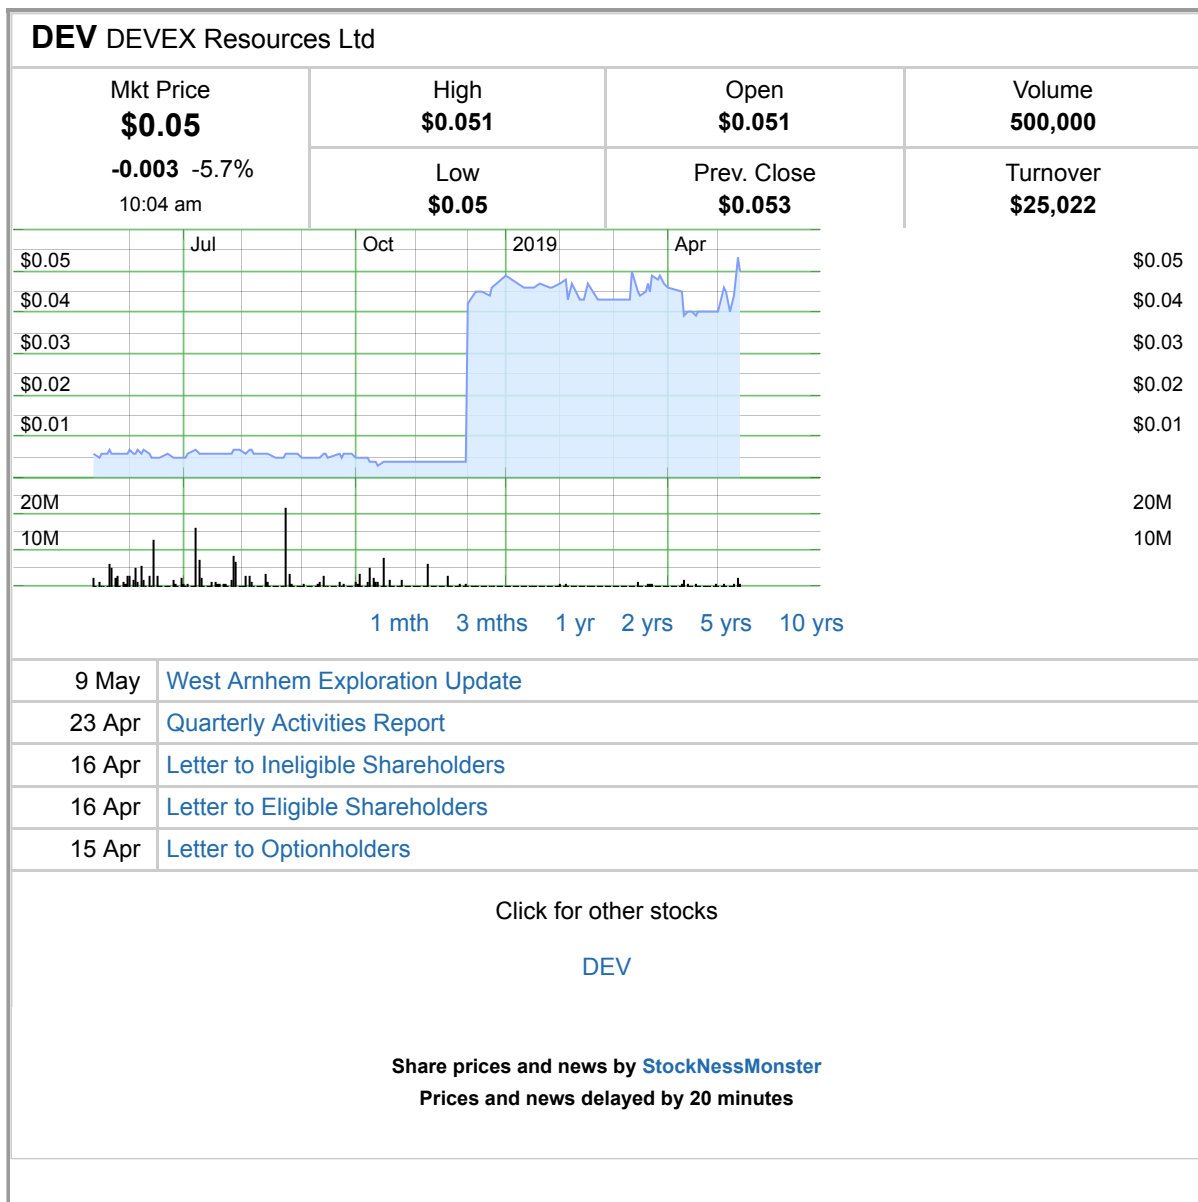 DEV DEVEX Resources Ltd
Mkt Price
$0.05
-0.003 -5.7%
10:04 am
High
$0.051
Open
$0.051
Volume
500,000
Low
$0.05
Prev. Close
$0.053
Turnover
$25,022
Jul Oct 2019 Apr
$0.05 $0.05
$0.04 $0.04
$0.03 $0.03
$0.02 $0.02
$0.01 $0.01
20M 20M
10M 10M
1 mth 3 mths 1 yr 2 yrs 5 yrs 10 yrs
9 May West Arnhem Exploration Update
23 Apr Quarterly Activities Report
16 Apr Letter to Ineligible Shareholders
16 Apr Letter to Eligible Shareholders
15 Apr Letter to Optionholders
Click for other stocks
DEV
Share prices and news by StockNessMonster
Prices and news delayed by 20 minutes